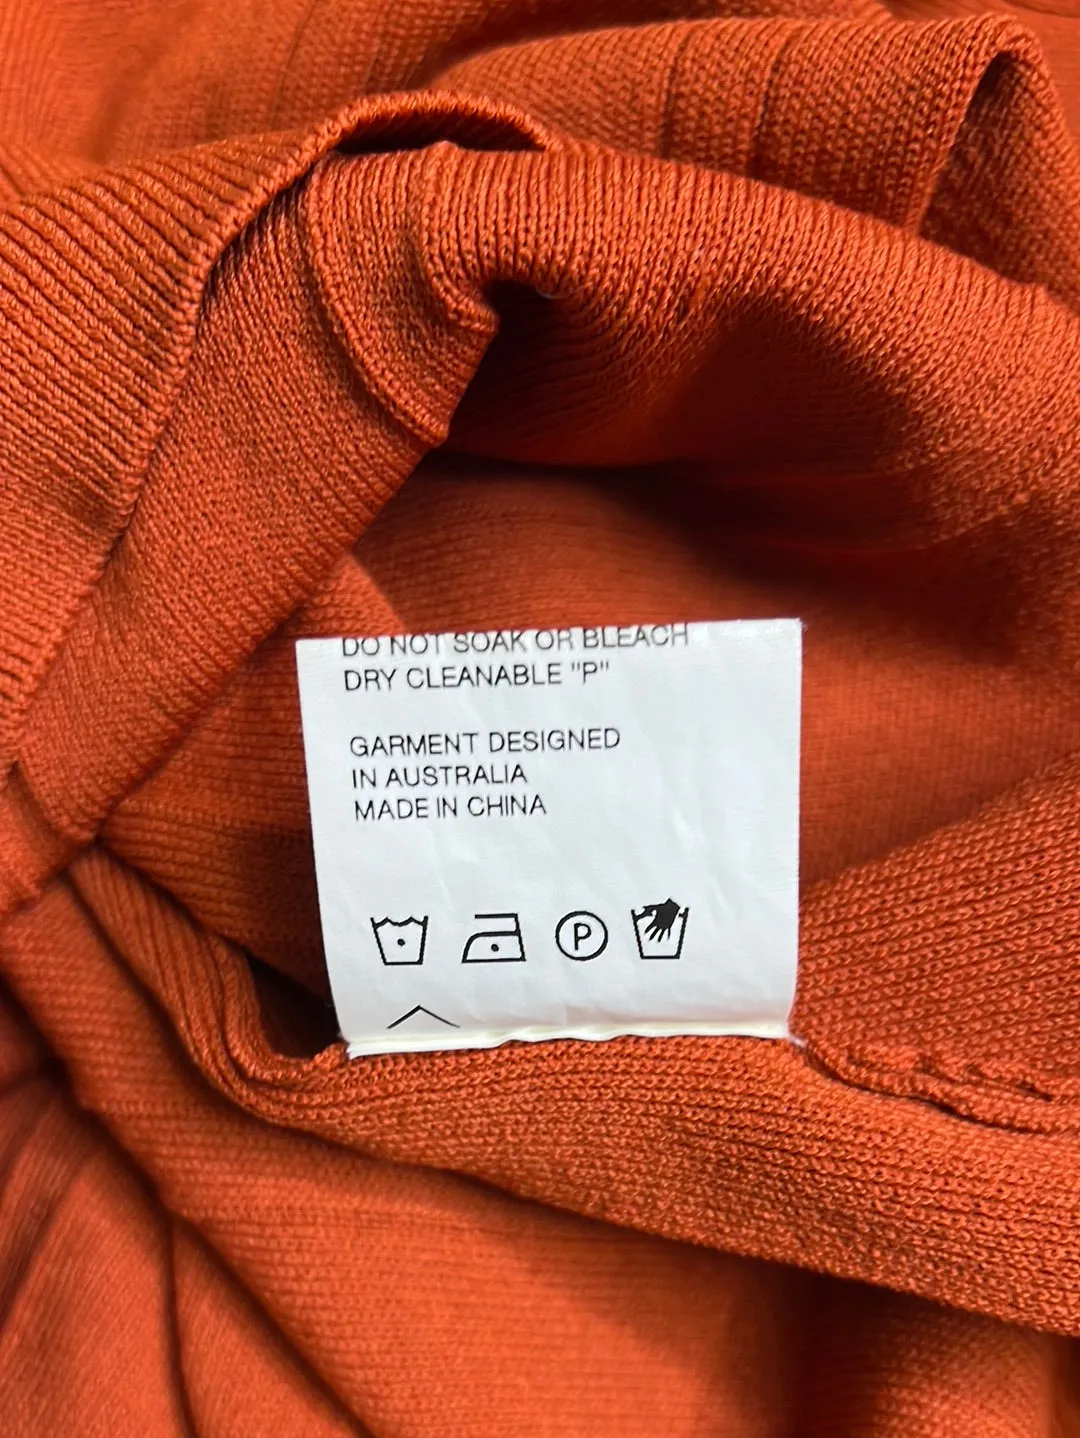 DO NOT SOAK OR BLEACH
DRY CLEANABLE "P"
GARMENT DESIGNED
IN AUSTRALIA
MADE IN CHINA
P